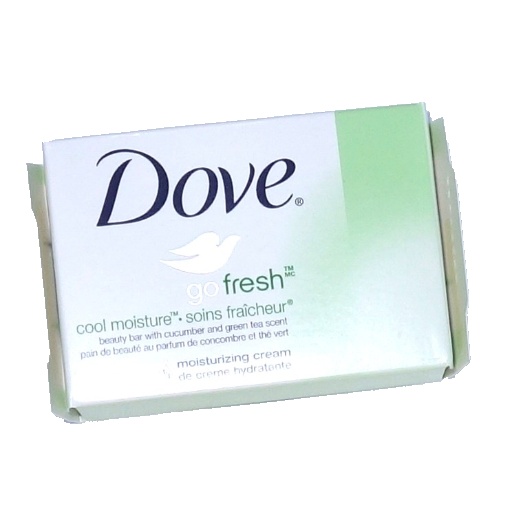 Dove®
go fresh™ MC
cool moisture™• soins fraîcheur®
beauty bar with cucumber and green tea scent
pain de beauté au parfum de concombre et thé vert
moisturizing cream
de crème hydratante